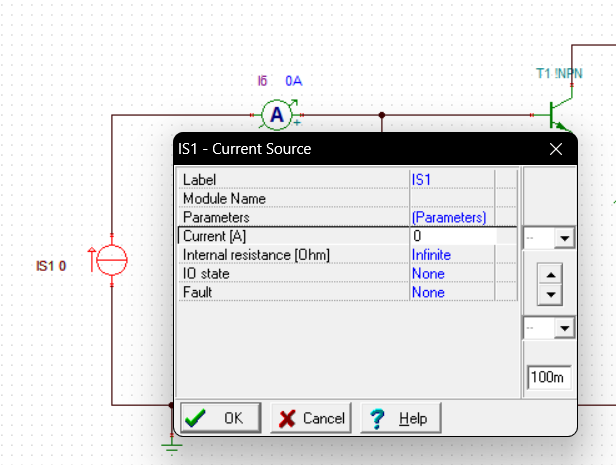 T1 !NPN
I6 0A
A
+
IS1 - Current Source
Label IS1
Module Name
Parameters (Parameters)
Current [A] 0
Internal resistance [Ohm] Infinite
IO state None
Fault None
--
--
100m
IS1 0
OK Cancel ? Help